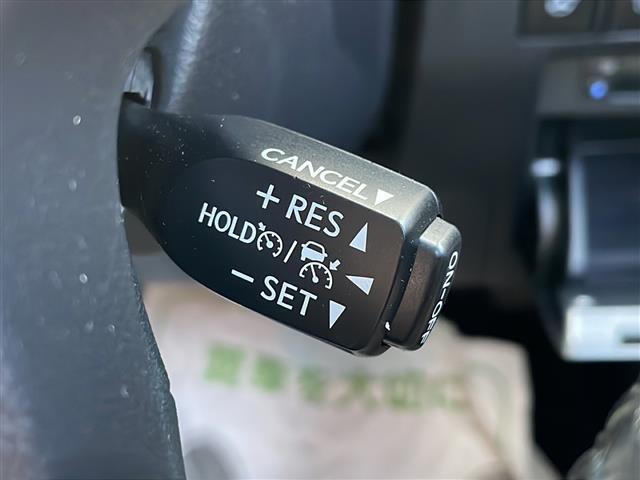 CANCEL▼
+ RES ▲
HOLD /
− SET ▼
ON-OFF